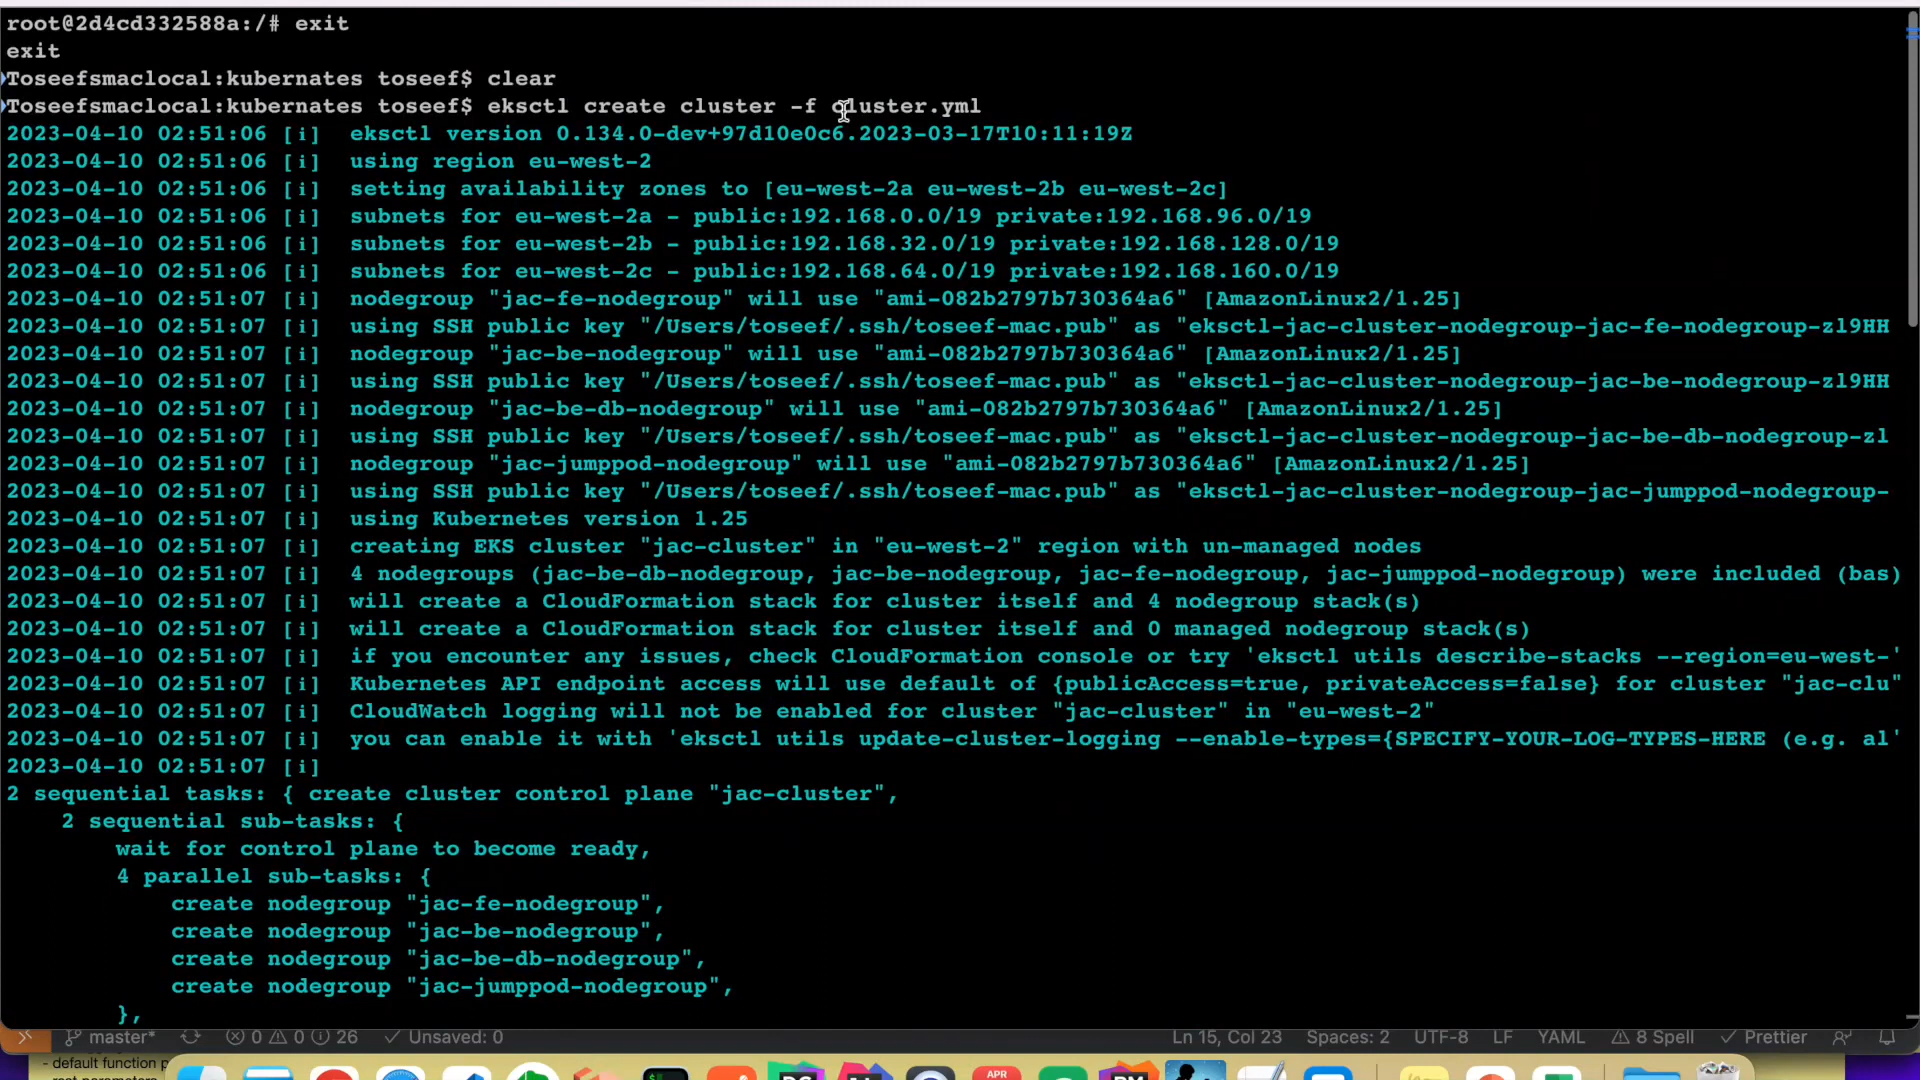 root@2d4cd332588a:/# exit
exit
Toseefsmaclocal:kubernates toseef$ clear
Toseefsmaclocal:kubernates toseef$ eksctl create cluster -f cluster.yml
2023-04-10 02:51:06 [i]  eksctl version 0.134.0-dev+97d10e0c6.2023-03-17T10:11:19Z
2023-04-10 02:51:06 [i]  using region eu-west-2
2023-04-10 02:51:06 [i]  setting availability zones to [eu-west-2a eu-west-2b eu-west-2c]
2023-04-10 02:51:06 [i]  subnets for eu-west-2a - public:192.168.0.0/19 private:192.168.96.0/19
2023-04-10 02:51:06 [i]  subnets for eu-west-2b - public:192.168.32.0/19 private:192.168.128.0/19
2023-04-10 02:51:06 [i]  subnets for eu-west-2c - public:192.168.64.0/19 private:192.168.160.0/19
2023-04-10 02:51:07 [i]  nodegroup "jac-fe-nodegroup" will use "ami-082b2797b730364a6" [AmazonLinux2/1.25]
2023-04-10 02:51:07 [i]  using SSH public key "/Users/toseef/.ssh/toseef-mac.pub" as "eksctl-jac-cluster-nodegroup-jac-fe-nodegroup-zl9HH
2023-04-10 02:51:07 [i]  nodegroup "jac-be-nodegroup" will use "ami-082b2797b730364a6" [AmazonLinux2/1.25]
2023-04-10 02:51:07 [i]  using SSH public key "/Users/toseef/.ssh/toseef-mac.pub" as "eksctl-jac-cluster-nodegroup-jac-be-nodegroup-zl9HH
2023-04-10 02:51:07 [i]  nodegroup "jac-be-db-nodegroup" will use "ami-082b2797b730364a6" [AmazonLinux2/1.25]
2023-04-10 02:51:07 [i]  using SSH public key "/Users/toseef/.ssh/toseef-mac.pub" as "eksctl-jac-cluster-nodegroup-jac-be-db-nodegroup-zl
2023-04-10 02:51:07 [i]  nodegroup "jac-jumppod-nodegroup" will use "ami-082b2797b730364a6" [AmazonLinux2/1.25]
2023-04-10 02:51:07 [i]  using SSH public key "/Users/toseef/.ssh/toseef-mac.pub" as "eksctl-jac-cluster-nodegroup-jac-jumppod-nodegroup-
2023-04-10 02:51:07 [i]  using Kubernetes version 1.25
2023-04-10 02:51:07 [i]  creating EKS cluster "jac-cluster" in "eu-west-2" region with un-managed nodes
2023-04-10 02:51:07 [i]  4 nodegroups (jac-be-db-nodegroup, jac-be-nodegroup, jac-fe-nodegroup, jac-jumppod-nodegroup) were included (bas)
2023-04-10 02:51:07 [i]  will create a CloudFormation stack for cluster itself and 4 nodegroup stack(s)
2023-04-10 02:51:07 [i]  will create a CloudFormation stack for cluster itself and 0 managed nodegroup stack(s)
2023-04-10 02:51:07 [i]  if you encounter any issues, check CloudFormation console or try 'eksctl utils describe-stacks --region=eu-west-'
2023-04-10 02:51:07 [i]  Kubernetes API endpoint access will use default of {publicAccess=true, privateAccess=false} for cluster "jac-clu"
2023-04-10 02:51:07 [i]  CloudWatch logging will not be enabled for cluster "jac-cluster" in "eu-west-2"
2023-04-10 02:51:07 [i]  you can enable it with 'eksctl utils update-cluster-logging --enable-types={SPECIFY-YOUR-LOG-TYPES-HERE (e.g. al'
2023-04-10 02:51:07 [i]
2 sequential tasks: { create cluster control plane "jac-cluster",
    2 sequential sub-tasks: {
        wait for control plane to become ready,
        4 parallel sub-tasks: {
            create nodegroup "jac-fe-nodegroup",
            create nodegroup "jac-be-nodegroup",
            create nodegroup "jac-be-db-nodegroup",
            create nodegroup "jac-jumppod-nodegroup",
        },
master* 0 0 26 Unsaved: 0 Ln 15, Col 23 Spaces: 2 UTF-8 LF YAML 8 Spell Prettier
- default function p
APR